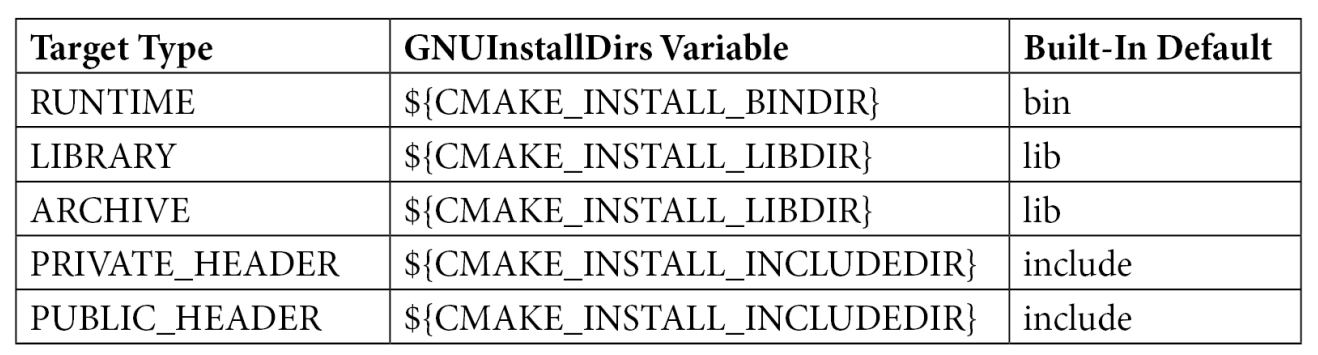 Target Type GNUInstallDirs Variable Built-In Default
RUNTIME ${CMAKE_INSTALL_BINDIR} bin
LIBRARY ${CMAKE_INSTALL_LIBDIR} lib
ARCHIVE ${CMAKE_INSTALL_LIBDIR} lib
PRIVATE_HEADER ${CMAKE_INSTALL_INCLUDEDIR} include
PUBLIC_HEADER ${CMAKE_INSTALL_INCLUDEDIR} include